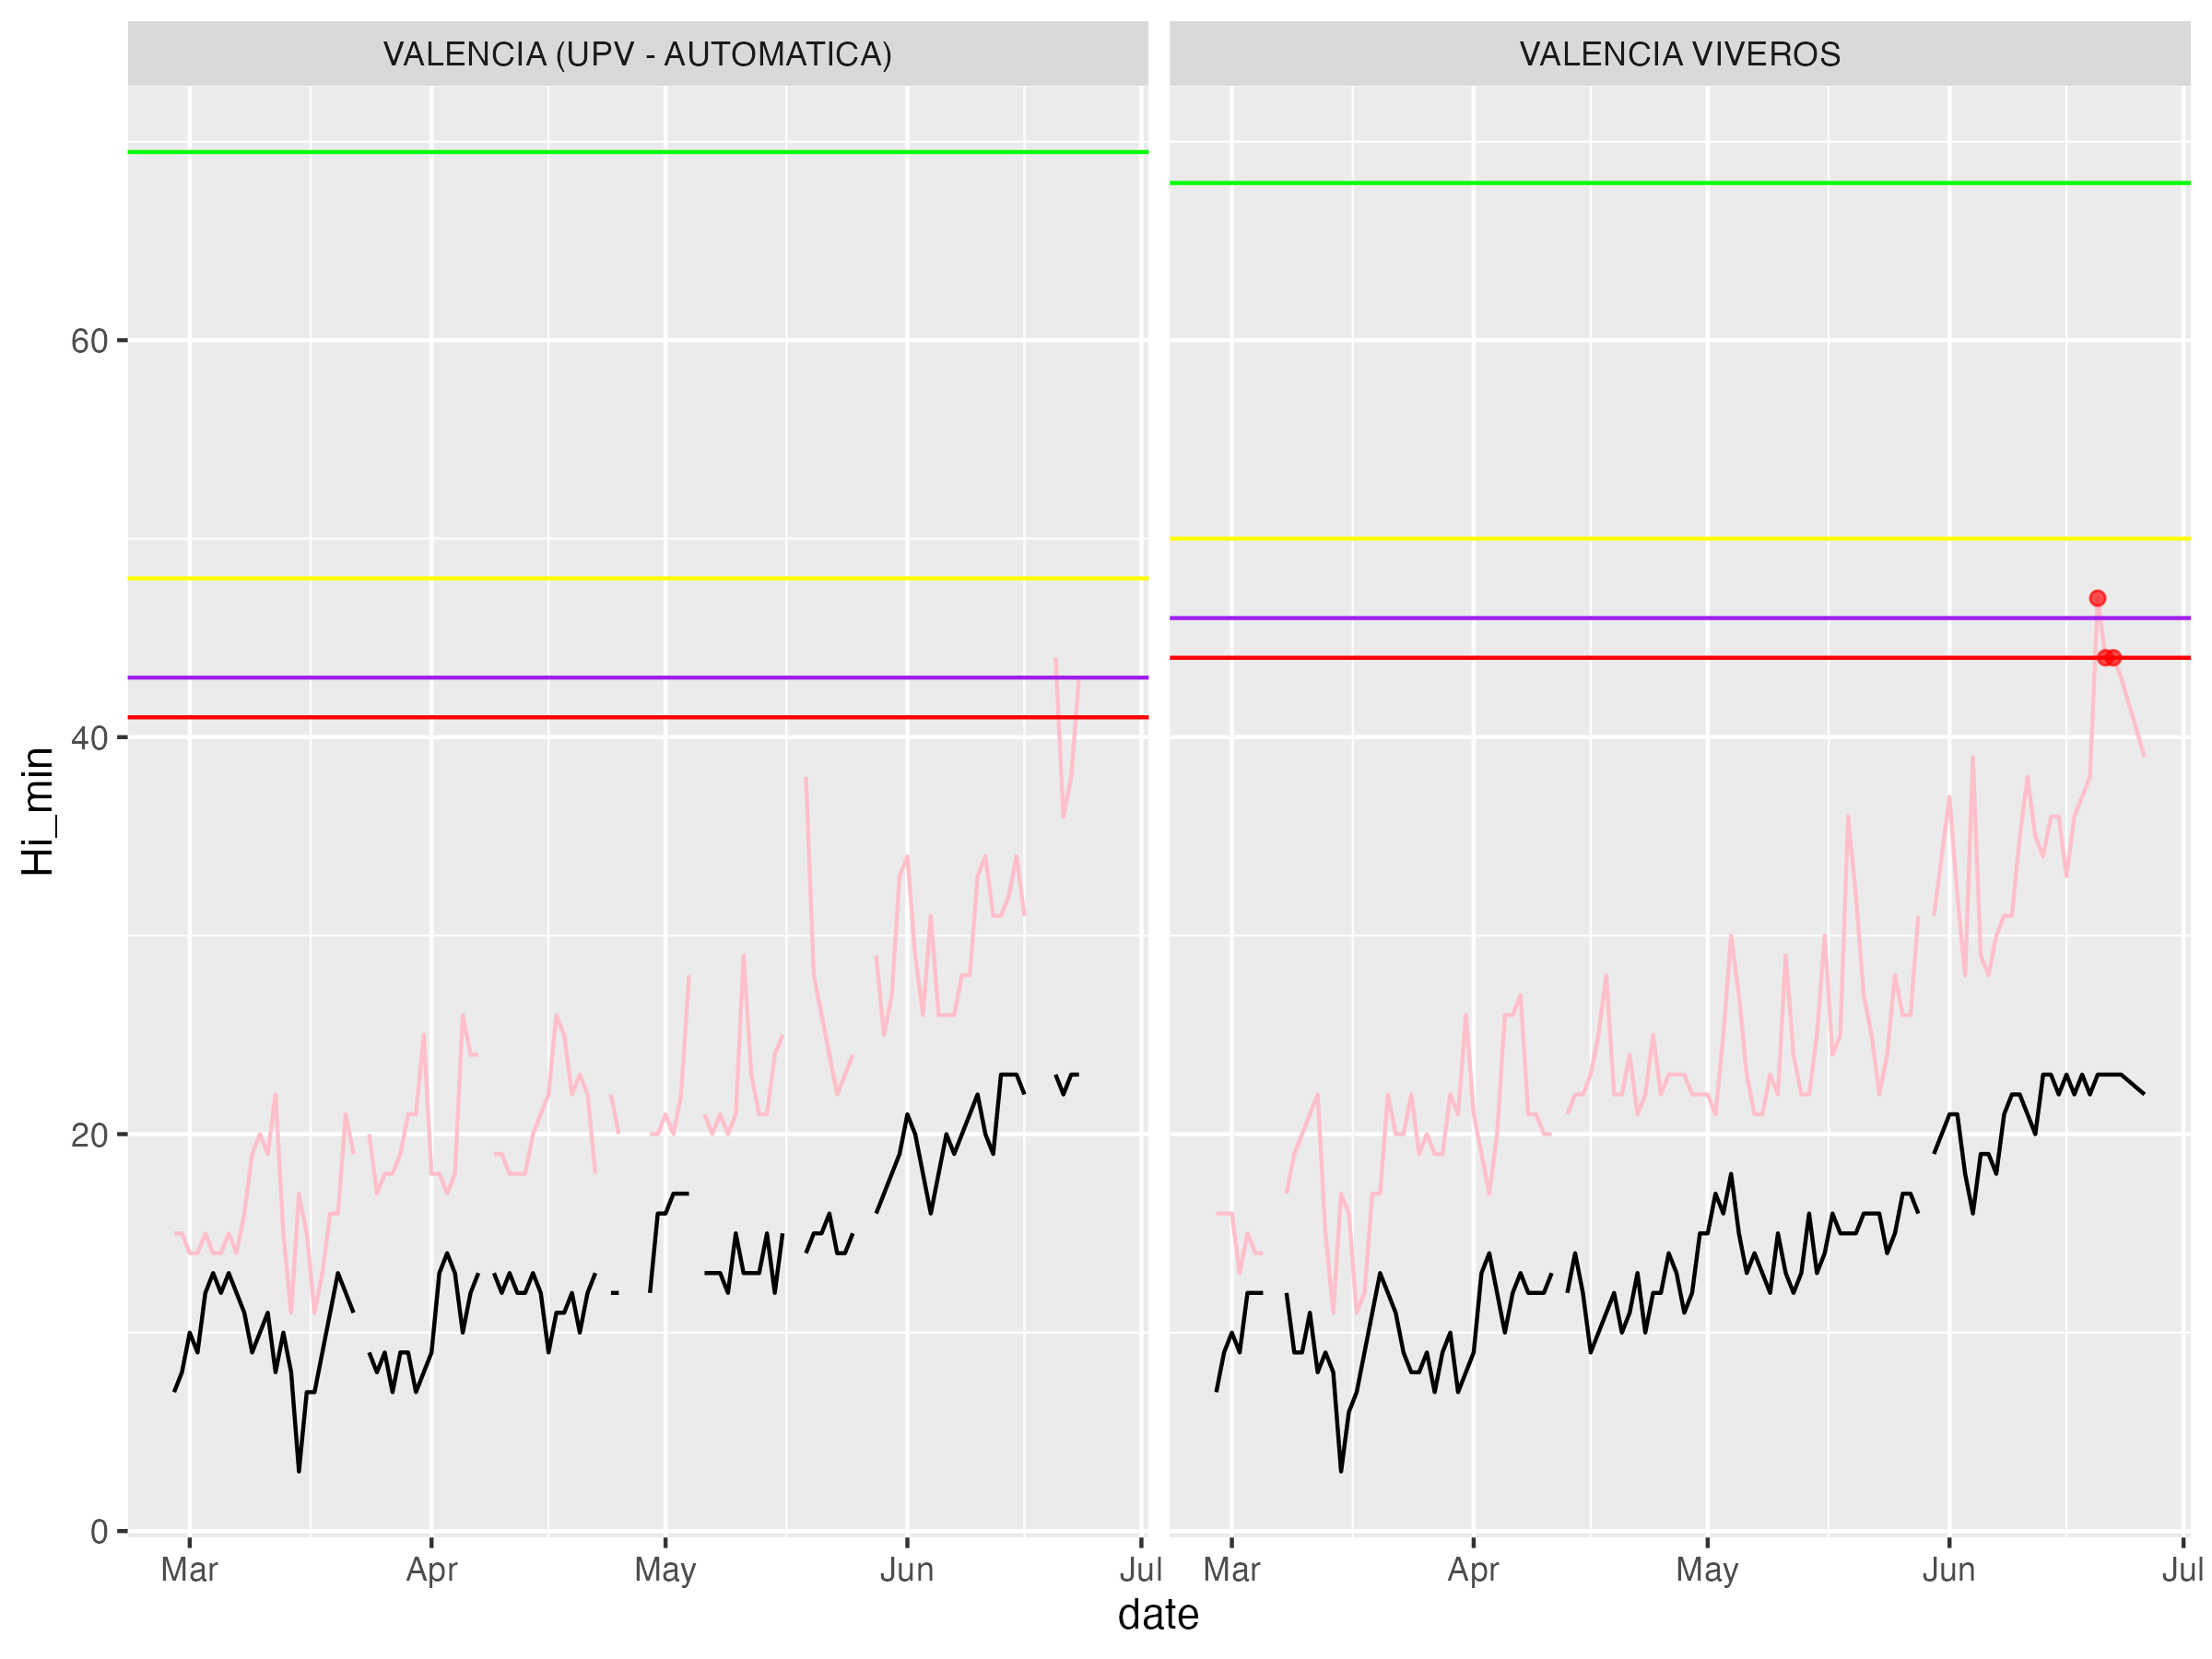 VALENCIA (UPV - AUTOMATICA)
VALENCIA VIVEROS
Hi_min
60
40
20
0
Mar Apr May Jun Jul
Mar Apr May Jun Jul
date